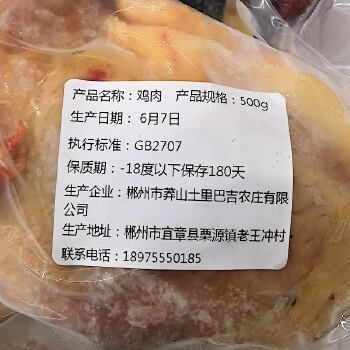 产品名称：鸡肉 产品规格：500g
生产日期： 6月7日
执行标准：GB2707
保质期：-18度以下保存180天
生产企业：郴州市莽山土里巴吉农庄有限
公司
生产地址：郴州市宜章县栗源镇老王冲村
联系电话：18975550185